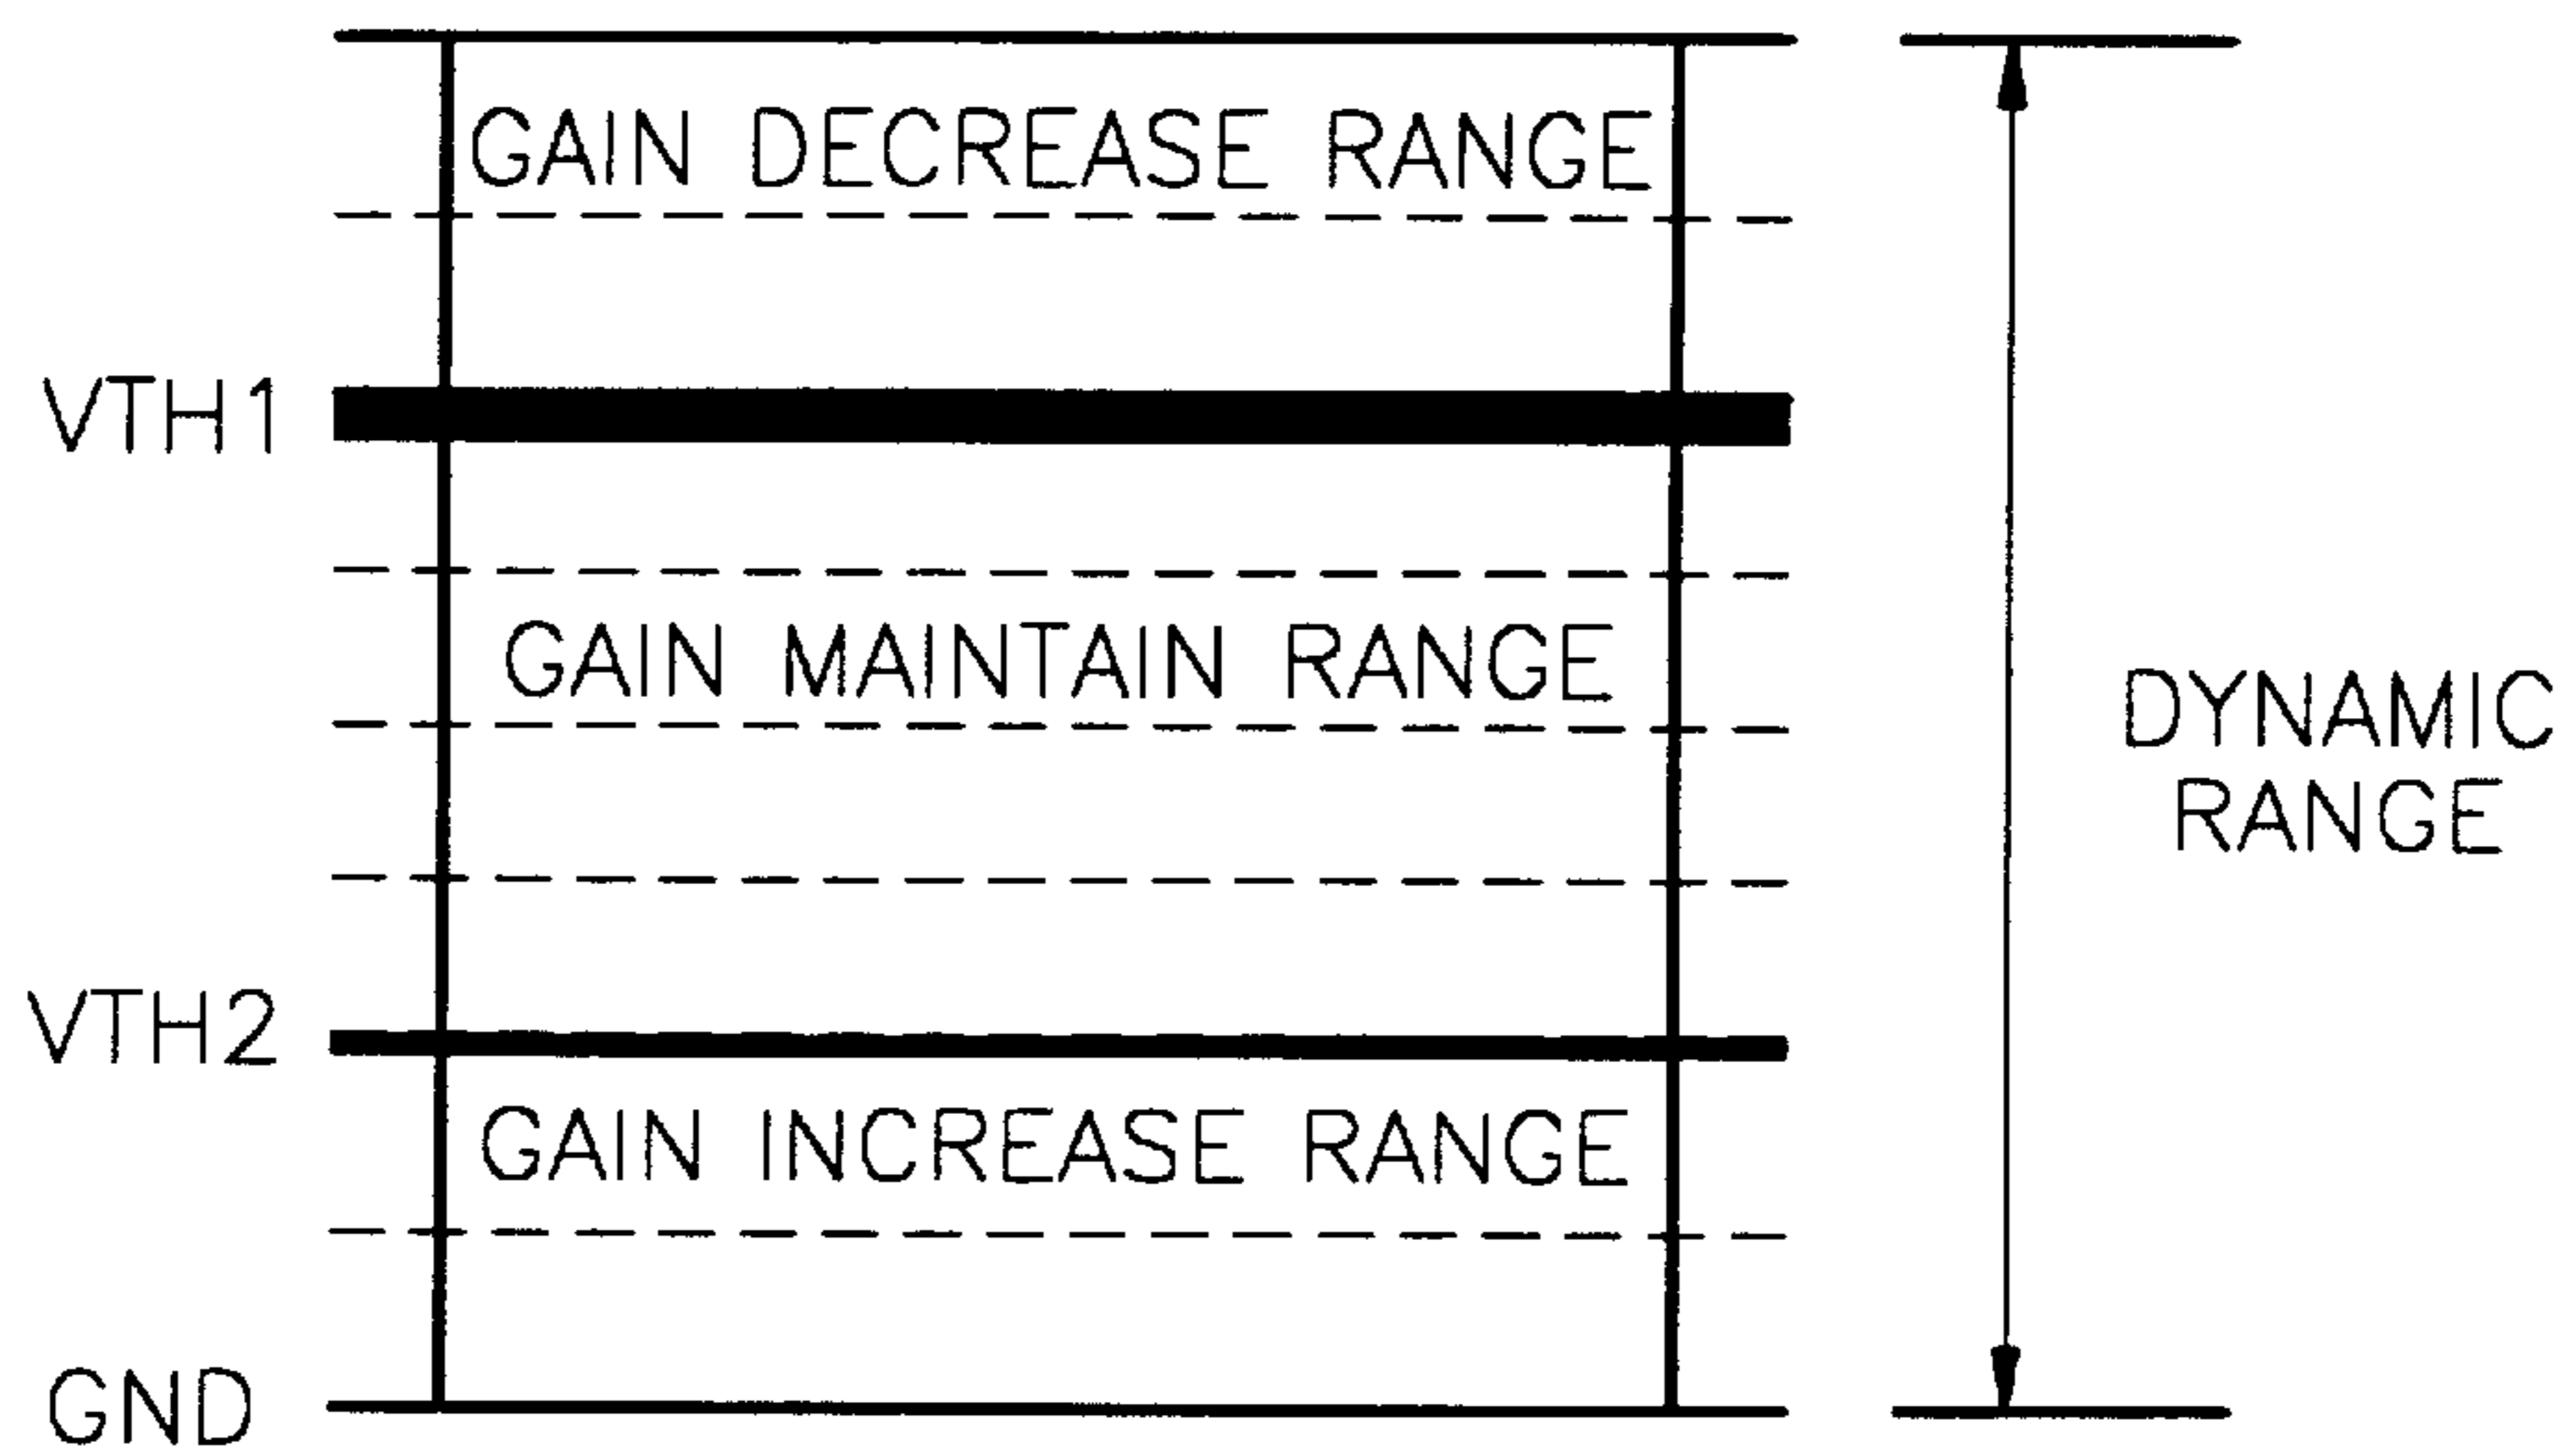 GAIN DECREASE RANGE
VTH1
GAIN MAINTAIN RANGE
DYNAMIC
RANGE
VTH2
GAIN INCREASE RANGE
GND